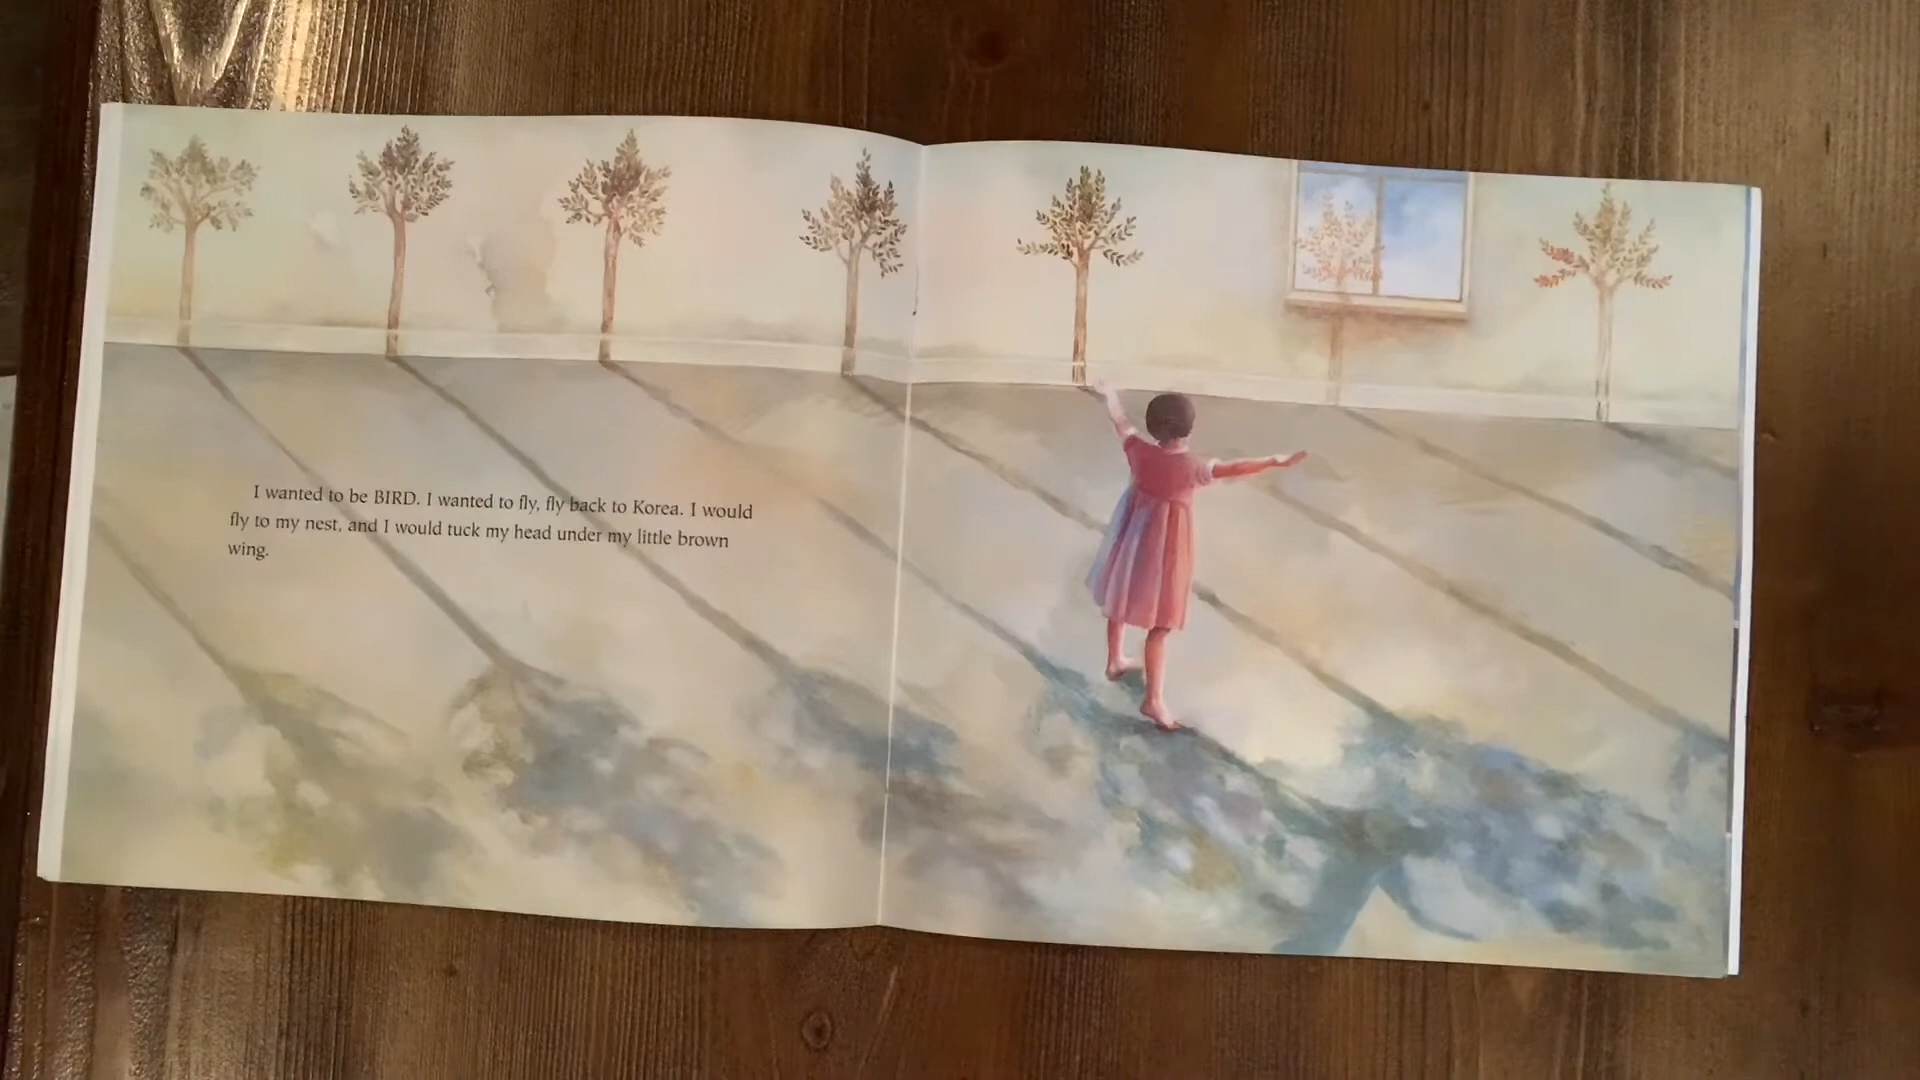 I wanted to be BIRD. I wanted to fly, fly back to Korea. I would
fly to my nest, and I would tuck my head under my little brown
wing.